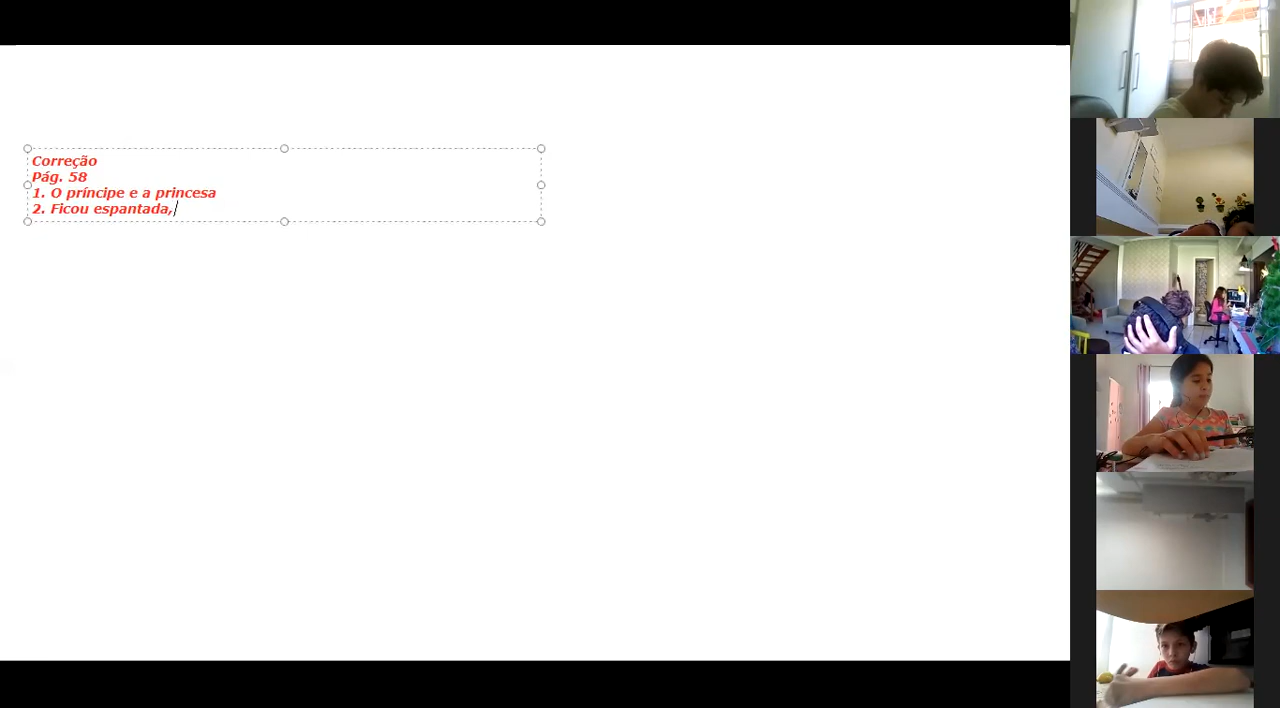 Correção
Pág. 58
1. O príncipe e a princesa
2. Ficou espantada,